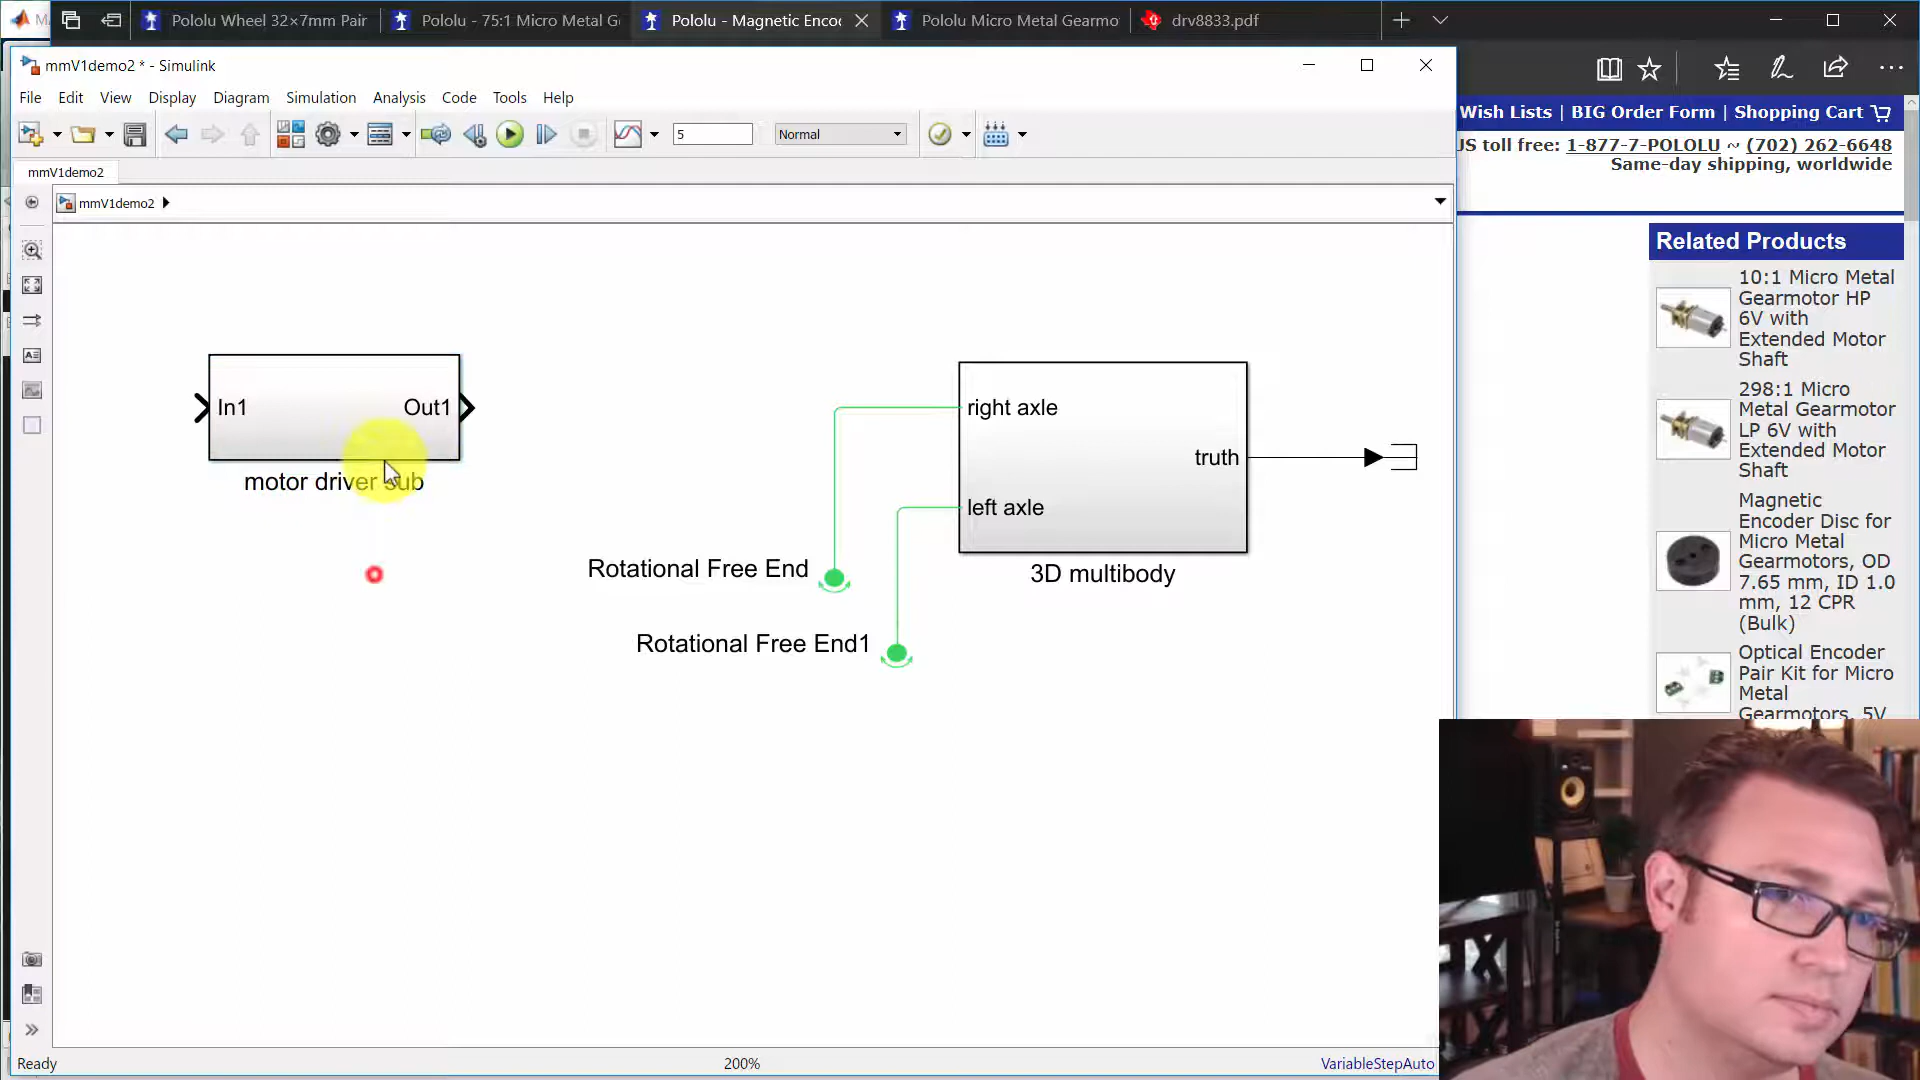 Pololu Wheel 32×7mm Pair
Pololu - 75:1 Micro Metal G
Pololu - Magnetic Enco
Pololu Micro Metal Gearmo
drv8833.pdf
mmV1demo2 * - Simulink
File Edit View Display Diagram Simulation Analysis Code Tools Help
5
Normal
mmV1demo2
mmV1demo2
In1
Out1
motor driver sub
right axle
truth
left axle
3D multibody
Rotational Free End
Rotational Free End1
Ready
200%
VariableStepAuto
Wish Lists | BIG Order Form | Shopping Cart
JS toll free: 1-877-7-POLOLU ~ (702) 262-6648
Same-day shipping, worldwide
Related Products
10:1 Micro Metal
Gearmotor HP
6V with
Extended Motor
Shaft
298:1 Micro
Metal Gearmotor
LP 6V with
Extended Motor
Shaft
Magnetic
Encoder Disc for
Micro Metal
Gearmotors, OD
7.65 mm, ID 1.0
mm, 12 CPR
(Bulk)
Optical Encoder
Pair Kit for Micro
Metal
Gearmotors, 5V